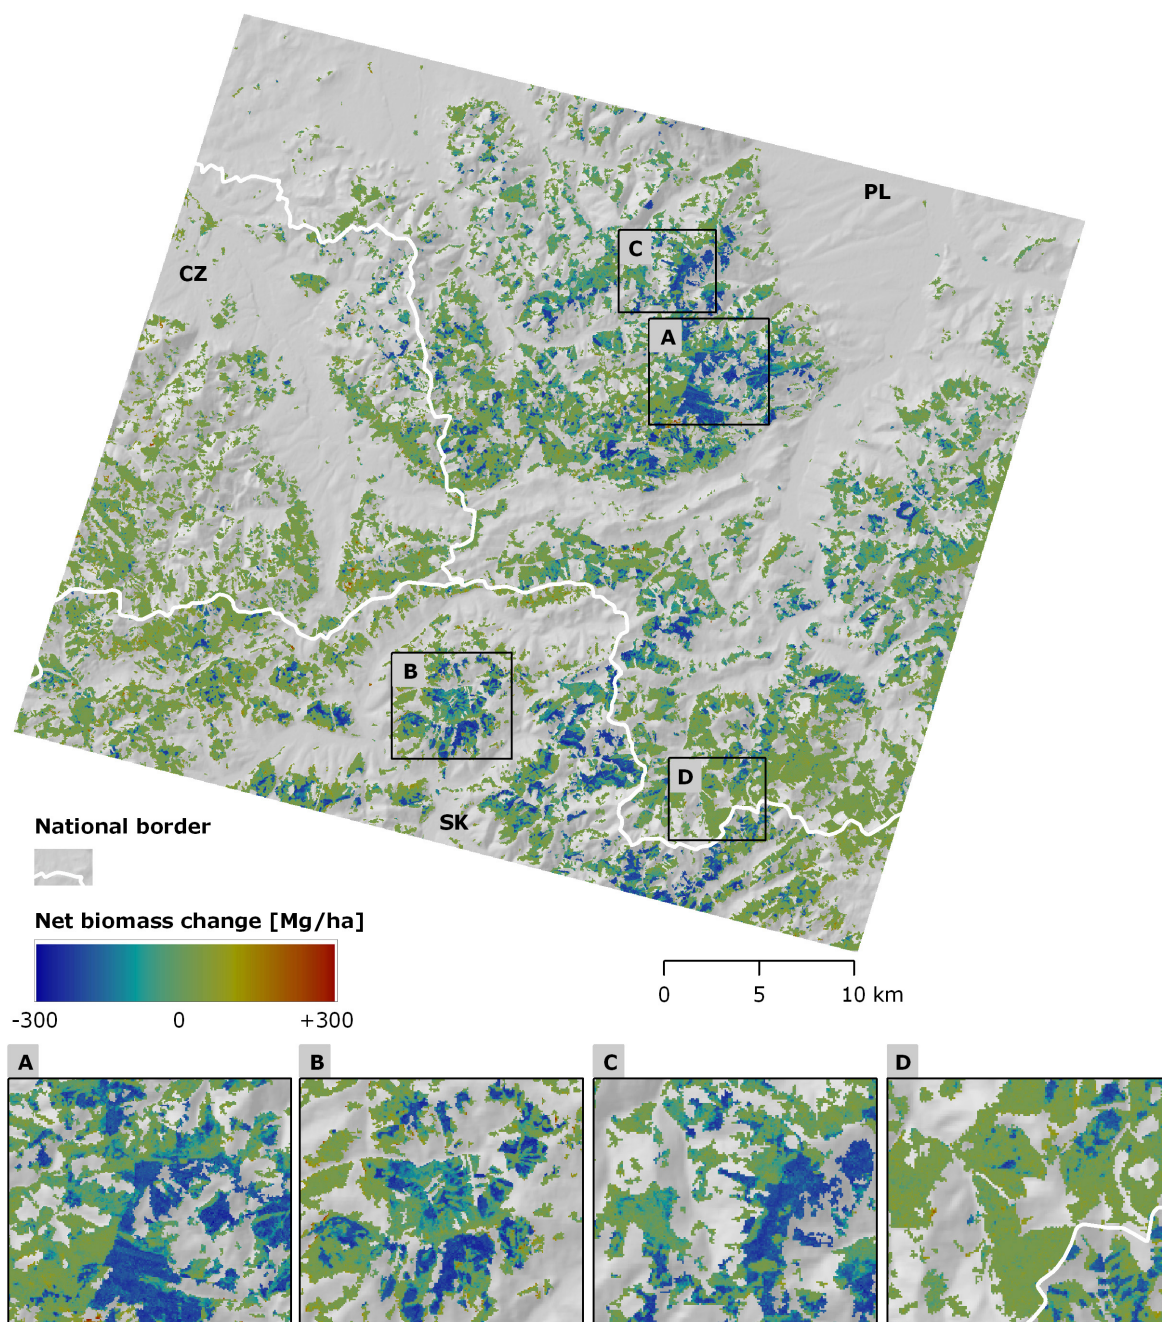 PL
C
CZ
A
B
D
SK
National border
Net biomass change [Mg/ha]
-300 0 +300
0 5 10 km
A B C D